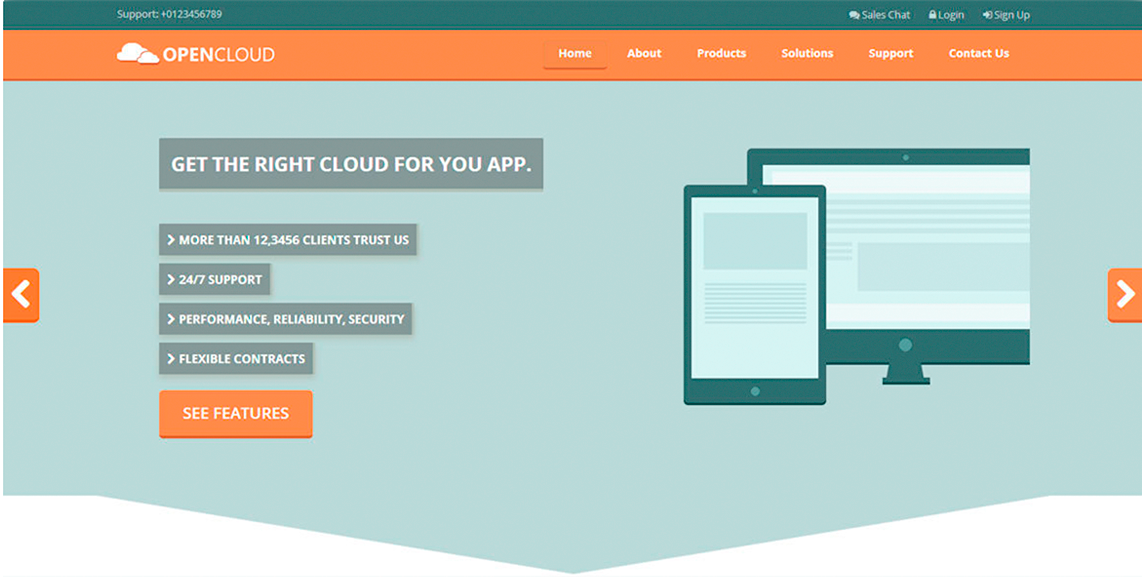 Support: +0123456789
Sales Chat Login Sign Up
OPENCLOUD
Home About Products Solutions Support Contact Us
GET THE RIGHT CLOUD FOR YOU APP.
MORE THAN 12,3456 CLIENTS TRUST US
24/7 SUPPORT
PERFORMANCE, RELIABILITY, SECURITY
FLEXIBLE CONTRACTS
SEE FEATURES